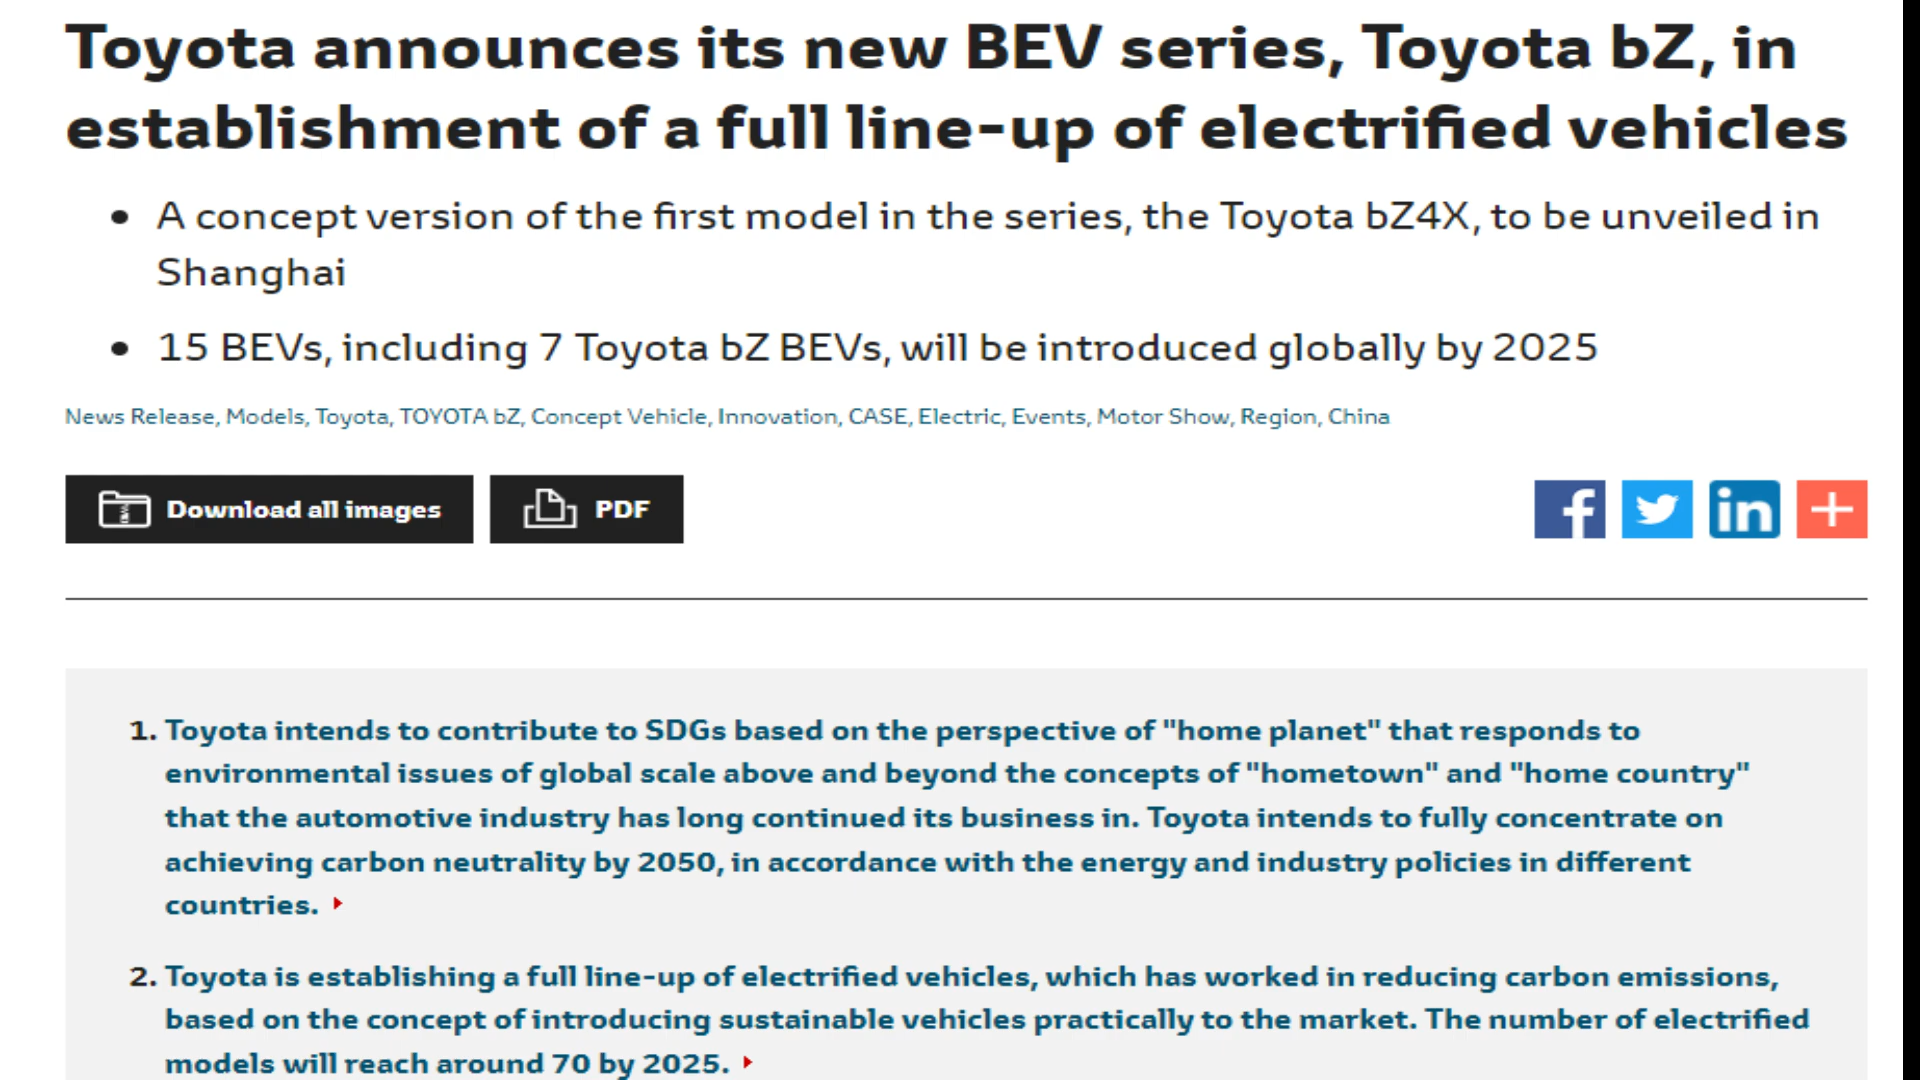 Toyota announces its new BEV series, Toyota bZ, in
establishment of a full line-up of electrified vehicles
• A concept version of the first model in the series, the Toyota bZ4X, to be unveiled in
Shanghai
• 15 BEVs, including 7 Toyota bZ BEVs, will be introduced globally by 2025
News Release, Models, Toyota, TOYOTA bZ, Concept Vehicle, Innovation, CASE, Electric, Events, Motor Show, Region, China
Download all images PDF f in +
1. Toyota intends to contribute to SDGs based on the perspective of "home planet" that responds to
environmental issues of global scale above and beyond the concepts of "hometown" and "home country"
that the automotive industry has long continued its business in. Toyota intends to fully concentrate on
achieving carbon neutrality by 2050, in accordance with the energy and industry policies in different
countries.
2. Toyota is establishing a full line-up of electrified vehicles, which has worked in reducing carbon emissions,
based on the concept of introducing sustainable vehicles practically to the market. The number of electrified
models will reach around 70 by 2025.